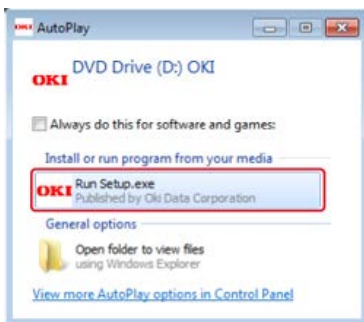 OKI AutoPlay
DVD Drive (D:) OKI
OKI
Always do this for software and games:
Install or run program from your media
OKI Run Setup.exe
Published by Oki Data Corporation
General options
Open folder to view files
using Windows Explorer
View more AutoPlay options in Control Panel